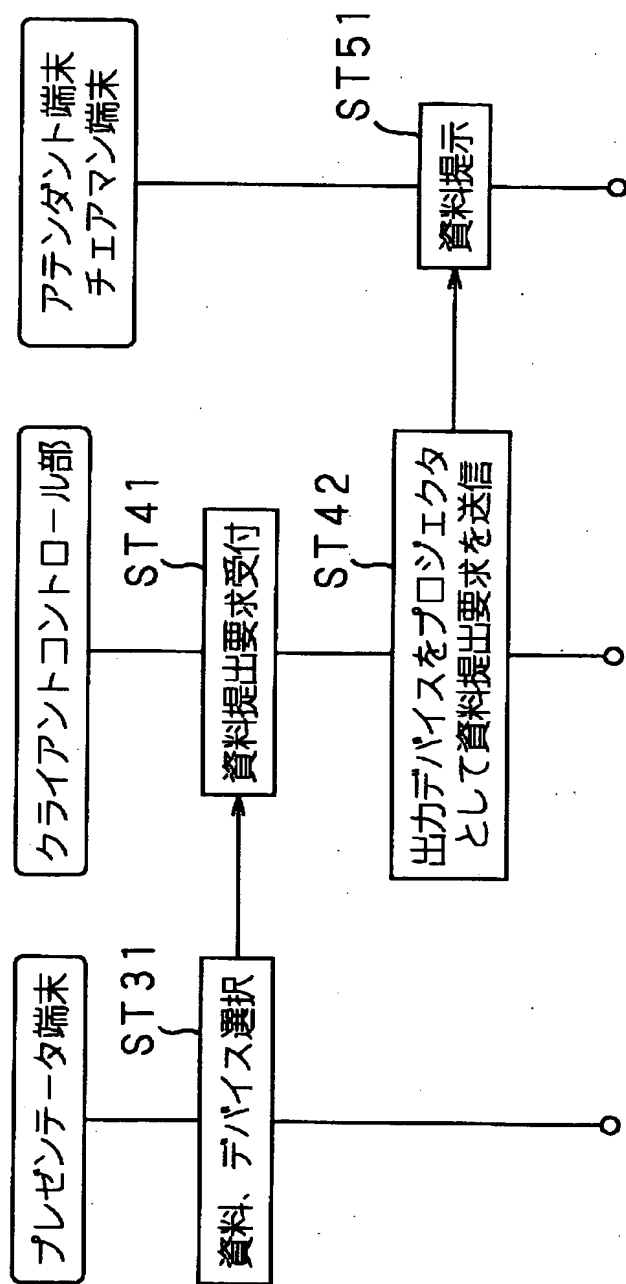 プレゼンテータ端末
ST31
資料、デバイス選択
クライアントコントロール部
ST41
資料提出要求受付
ST42
出力デバイスをプロジェクタ
として資料提出要求を送信
アテンダント端末
チェアマン端末
ST51
資料提示